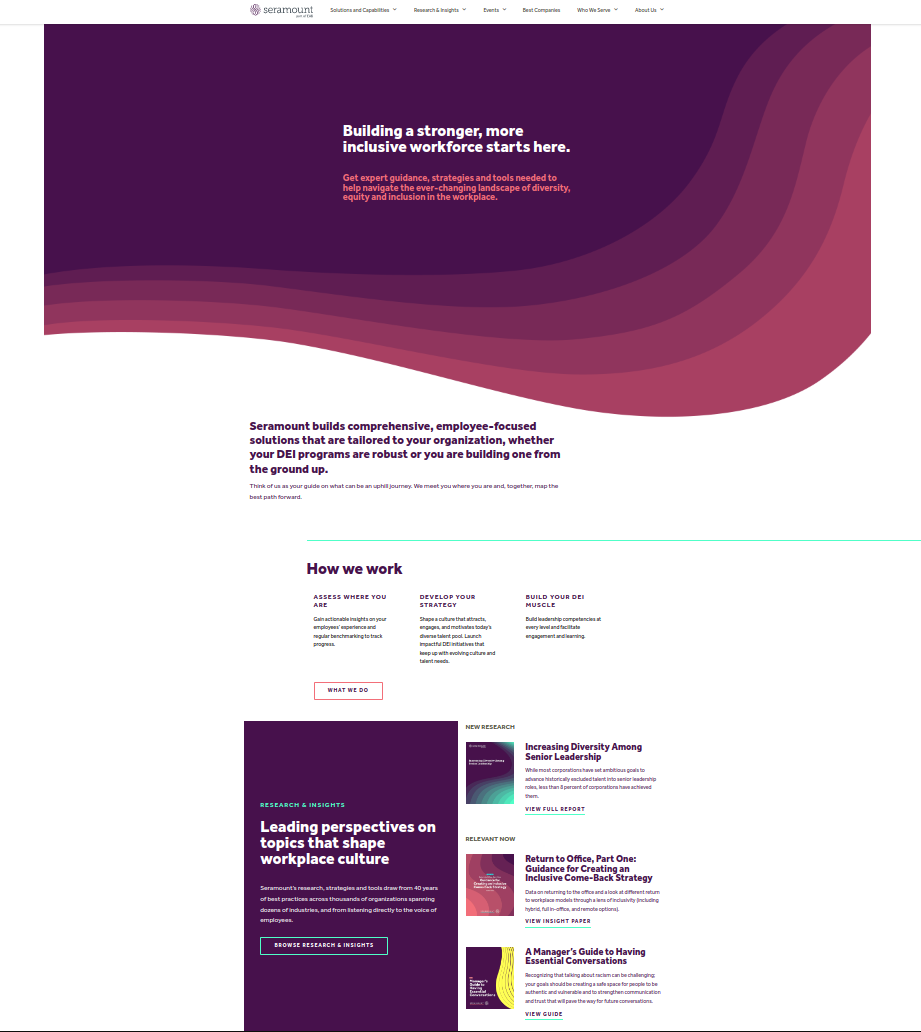 seramount
part of EAB
Solutions and Capabilities
Research & Insights
Events
Best Companies
Who We Serve
About Us
Building a stronger, more
inclusive workforce starts here.
Get expert guidance, strategies and tools needed to
help navigate the ever-changing landscape of diversity,
equity and inclusion in the workplace.
Seramount builds comprehensive, employee-focused
solutions that are tailored to your organization, whether
your DEI programs are robust or you are building one from
the ground up.
Think of us as your guide on what can be an uphill journey. We meet you where you are and, together, map the
best path forward.
How we work
ASSESS WHERE YOU
ARE
Gain actionable insights on your
employees' experience and
regular benchmarking to track
progress.
DEVELOP YOUR
STRATEGY
Shape a culture that attracts,
engages, and motivates today's
diverse talent pool. Launch
impactful DEI initiatives that
keep up with evolving culture and
talent needs.
BUILD YOUR DEI
MUSCLE
Build leadership competencies at
every level and facilitate
engagement and learning.
WHAT WE DO
RESEARCH & INSIGHTS
Leading perspectives on
topics that shape
workplace culture
Seramount's research, strategies and tools draw from 40 years
of best practices across thousands of organizations spanning
dozens of industries, and from listening directly to the voice of
employees.
BROWSE RESEARCH & INSIGHTS
NEW RESEARCH
Increasing Diversity Among
Senior Leadership
While most corporations have set ambitious goals to
advance historically excluded talent into senior leadership
roles, less than 8 percent of corporations have achieved
them.
VIEW FULL REPORT
RELEVANT NOW
Return to Office, Part One:
Guidance for Creating an
Inclusive Come-Back Strategy
Data on returning to the office and a look at different return
to workplace models through a lens of inclusivity (including
hybrid, full in-office, and remote options).
VIEW INSIGHT PAPER
Manager's
Guide to
Having
Essential
Conversations
A Manager's Guide to Having
Essential Conversations
Recognizing that talking about racism can be challenging;
your goals should be creating a safe space for people to be
authentic and vulnerable and to strengthen communication
and trust that will pave the way for future conversations.
VIEW GUIDE